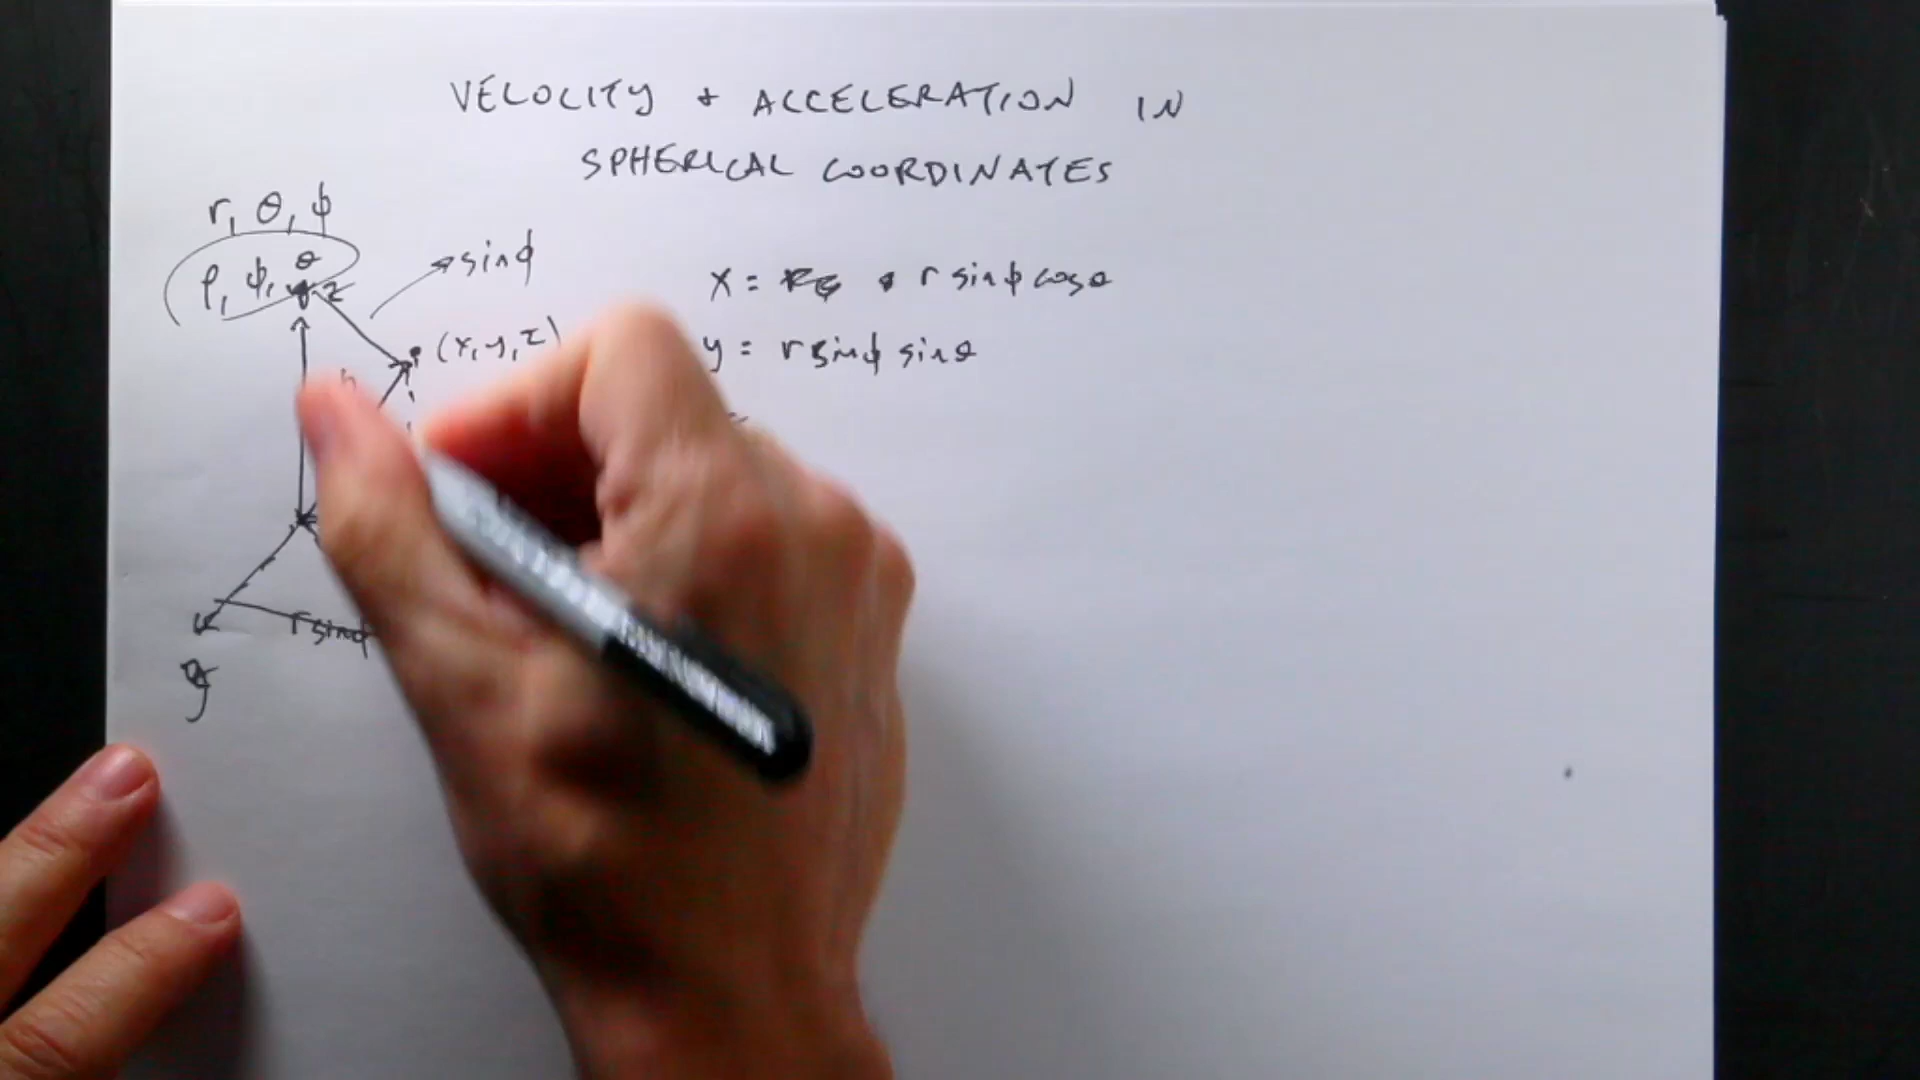 VELOCITY + ACCELERATION IN
SPHERICAL COORDINATES
r, θ, ϕ
ρ, ϕ, θ
z
sinϕ
(x, y, z)
x = r sinϕ cosθ
y = r sinϕ sinθ
r sinϕ
y